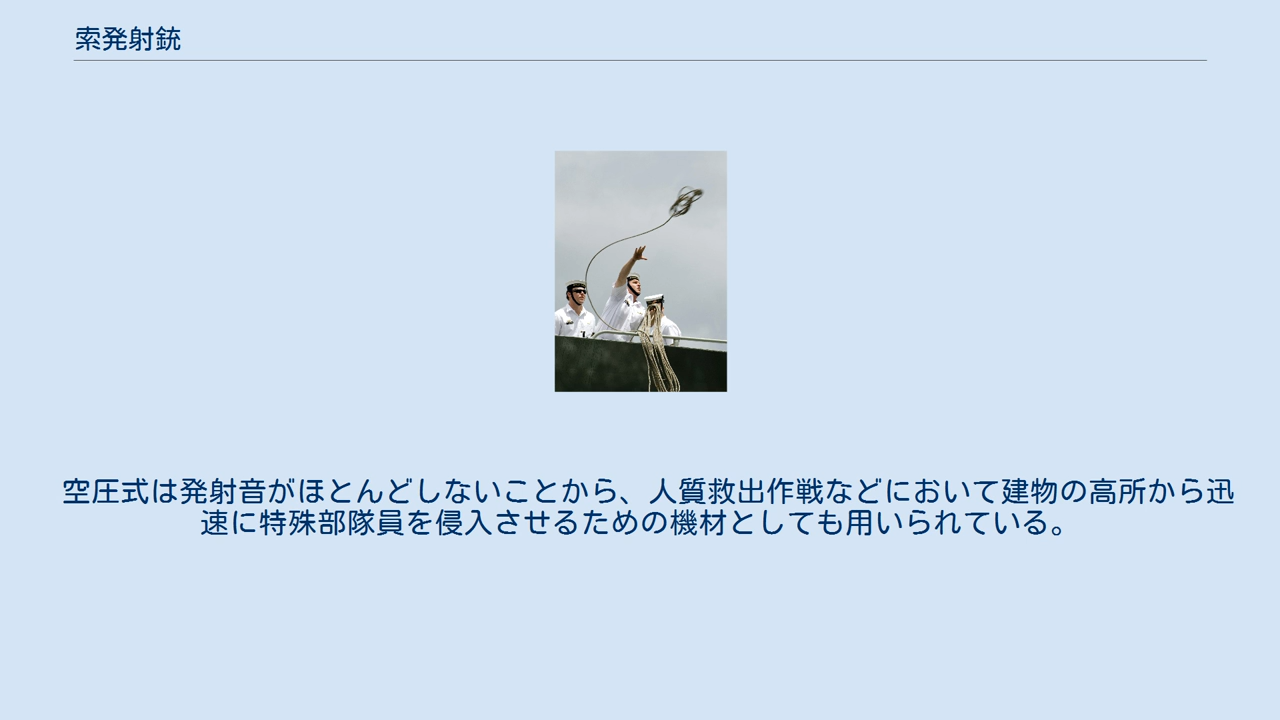 索発射銃
空圧式は発射音がほとんどしないことから、人質救出作戦などにおいて建物の高所から迅
速に特殊部隊員を侵入させるための機材としても用いられている。